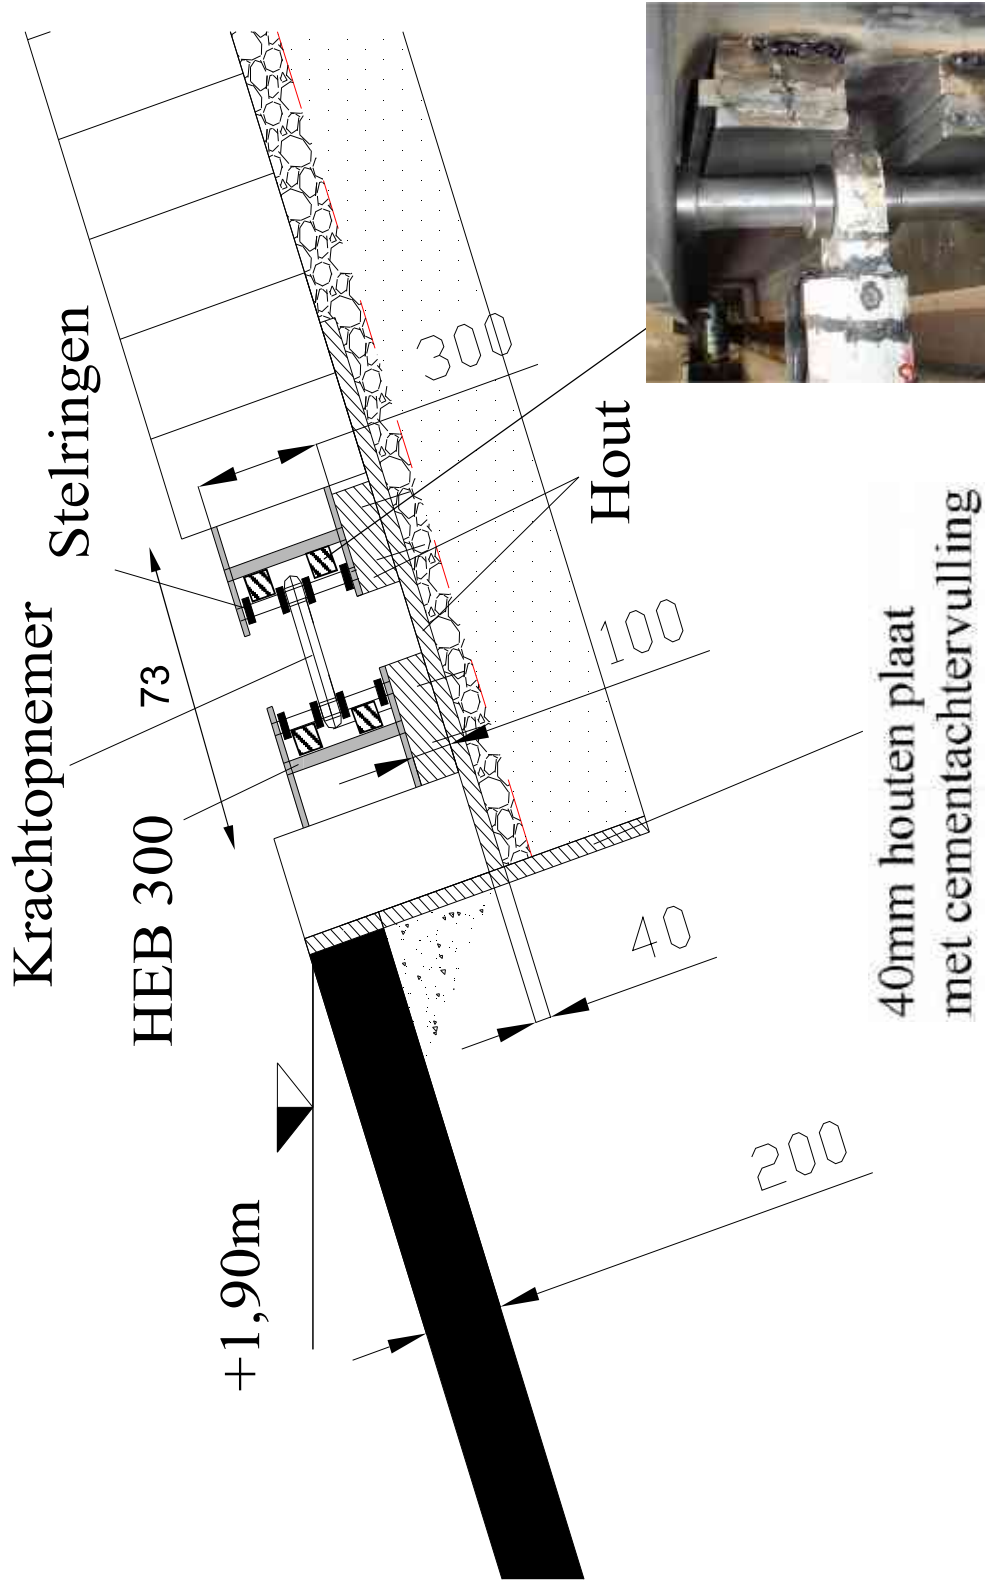 Krachtopnemer
Stelringen
HEB 300
73
+1,90m
300
Hout
100
40
200
40mm houten plaat
met cementachtervulling